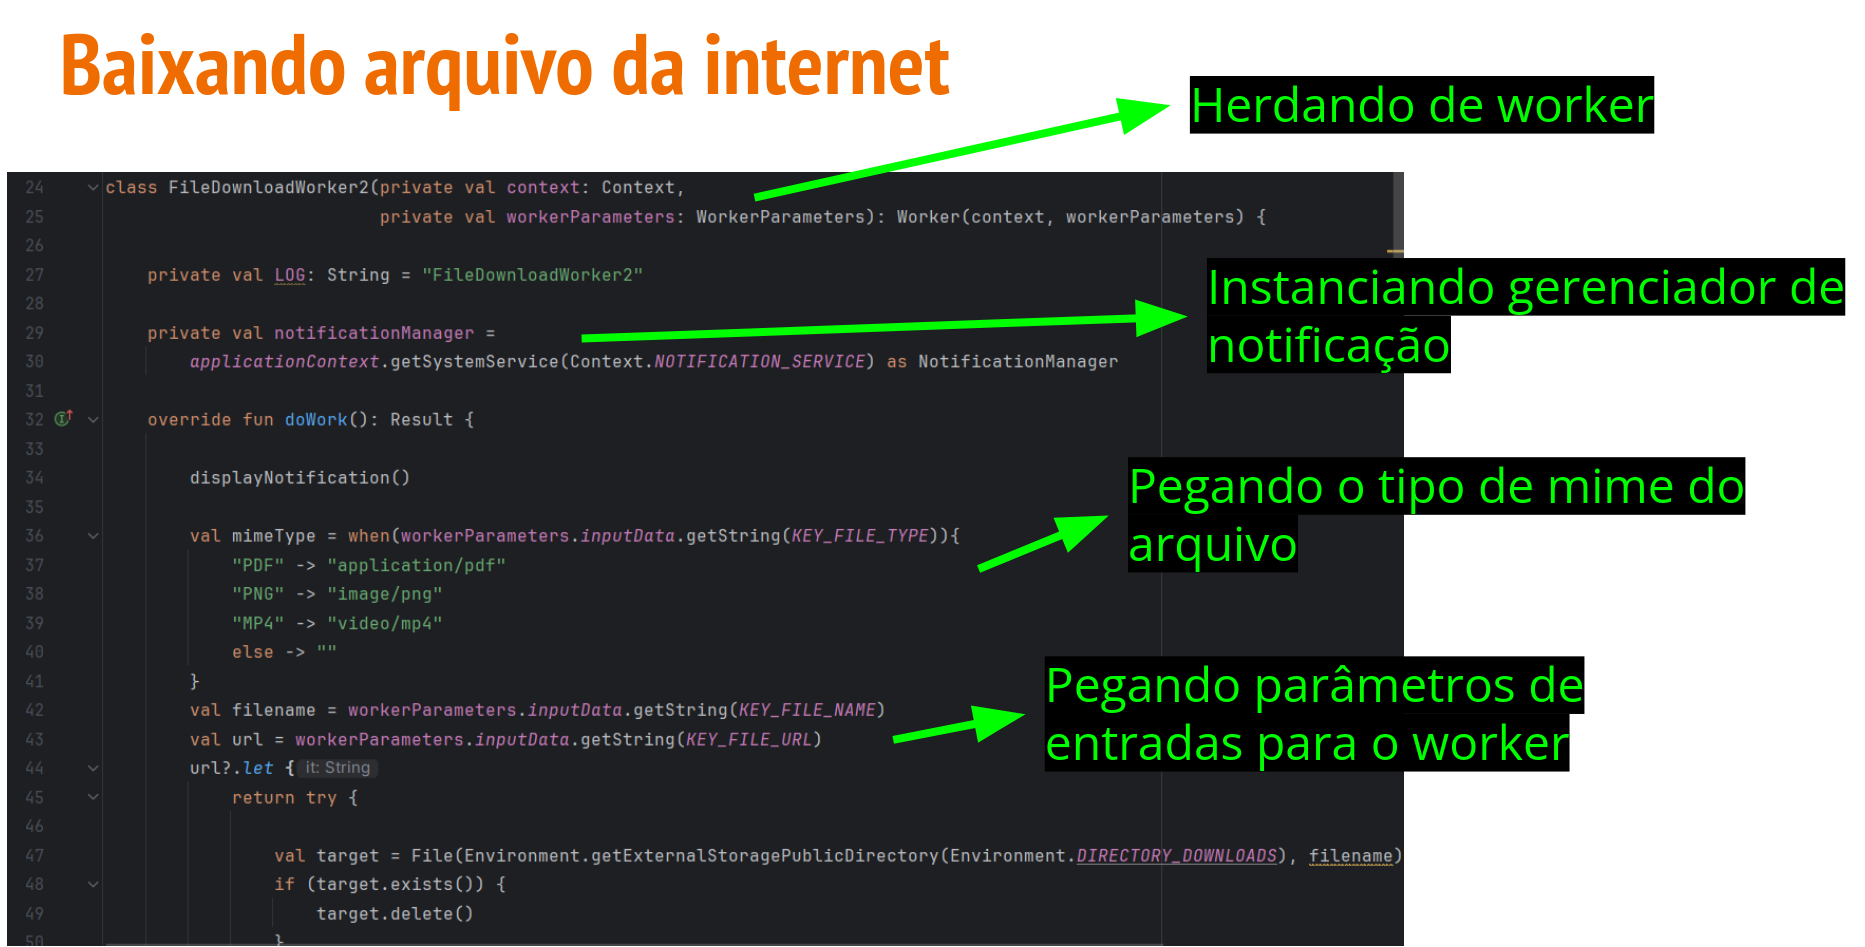 Baixando arquivo da internet
Herdando de worker
24 class FileDownloadWorker2(private val context: Context,
25 private val workerParameters: WorkerParameters): Worker(context, workerParameters) {
26
27 private val LOG: String = "FileDownloadWorker2"
28
Instanciando gerenciador de
notificação
29 private val notificationManager =
30 applicationContext.getSystemService(Context.NOTIFICATION_SERVICE) as NotificationManager
31
32 override fun doWork(): Result {
33
34 displayNotification()
35
Pegando o tipo de mime do
arquivo
36 val mimeType = when(workerParameters.inputData.getString(KEY_FILE_TYPE)){
37 "PDF" -> "application/pdf"
38 "PNG" -> "image/png"
39 "MP4" -> "video/mp4"
40 else -> ""
41 }
Pegando parâmetros de
entradas para o worker
42 val filename = workerParameters.inputData.getString(KEY_FILE_NAME)
43 val url = workerParameters.inputData.getString(KEY_FILE_URL)
44 url?.let { it: String
45 return try {
46
47 val target = File(Environment.getExternalStoragePublicDirectory(Environment.DIRECTORY_DOWNLOADS), filename)
48 if (target.exists()) {
49 target.delete()
50 }